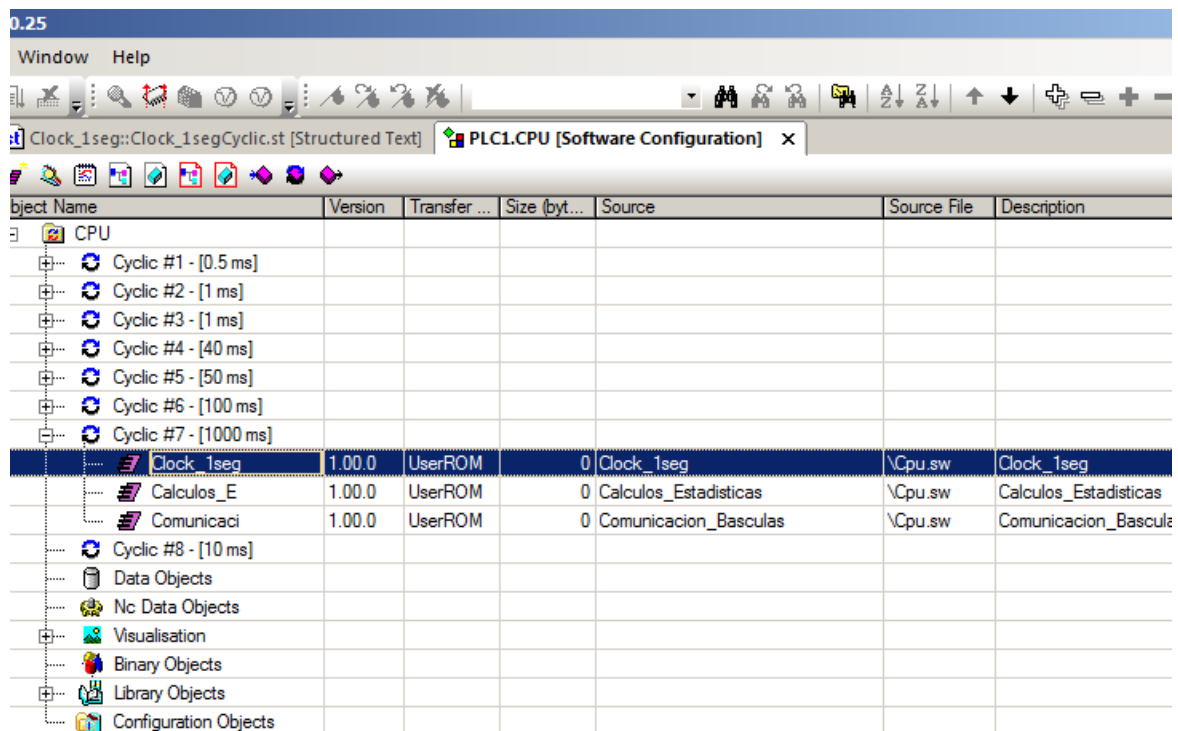 0.25
Window Help
Clock_1seg::Clock_1segCyclic.st [Structured Text] PLC1.CPU [Software Configuration] X
bject Name Version Transfer ... Size (byt... Source Source File Description
CPU
Cyclic #1 - [0.5 ms]
Cyclic #2 - [1 ms]
Cyclic #3 - [1 ms]
Cyclic #4 - [40 ms]
Cyclic #5 - [50 ms]
Cyclic #6 - [100 ms]
Cyclic #7 - [1000 ms]
Clock_1seg 1.00.0 UserROM 0 Clock_1seg \Cpu.sw Clock_1seg
Calculos_E 1.00.0 UserROM 0 Calculos_Estadisticas \Cpu.sw Calculos_Estadisticas
Comunicaci 1.00.0 UserROM 0 Comunicacion_Basculas \Cpu.sw Comunicacion_Bascula
Cyclic #8 - [10 ms]
Data Objects
Nc Data Objects
Visualisation
Binary Objects
Library Objects
Configuration Objects